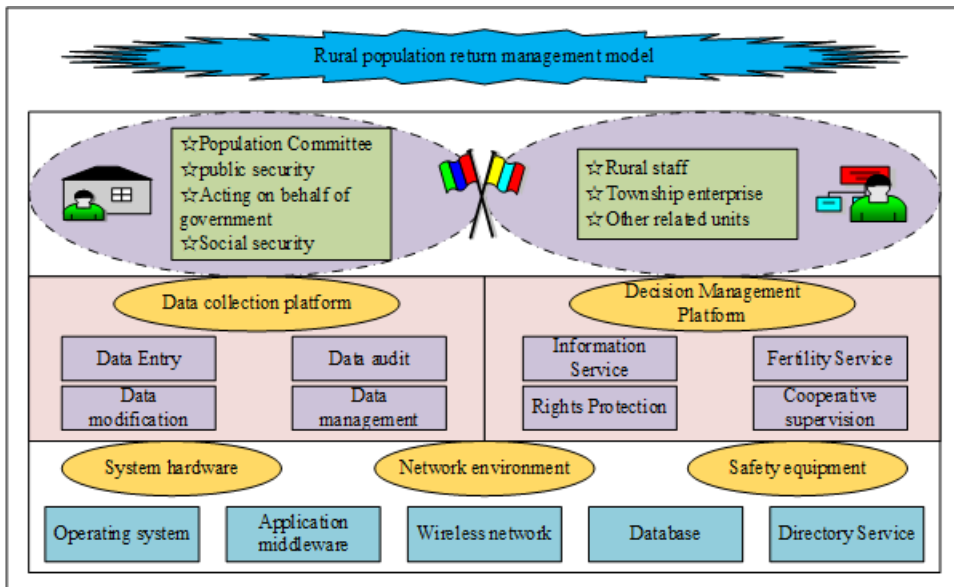 Rural population return management model
☆Population Committee
☆public security
☆Acting on behalf of
government
☆Social security
☆Rural staff
☆Township enterprise
☆Other related units
Data collection platform
Decision Management
Platform
Data Entry
Data audit
Information
Service
Fertility Service
Data
modification
Data
management
Rights Protection
Cooperative
supervision
System hardware
Network environment
Safety equipment
Operating system
Application
middleware
Wireless network
Database
Directory Service